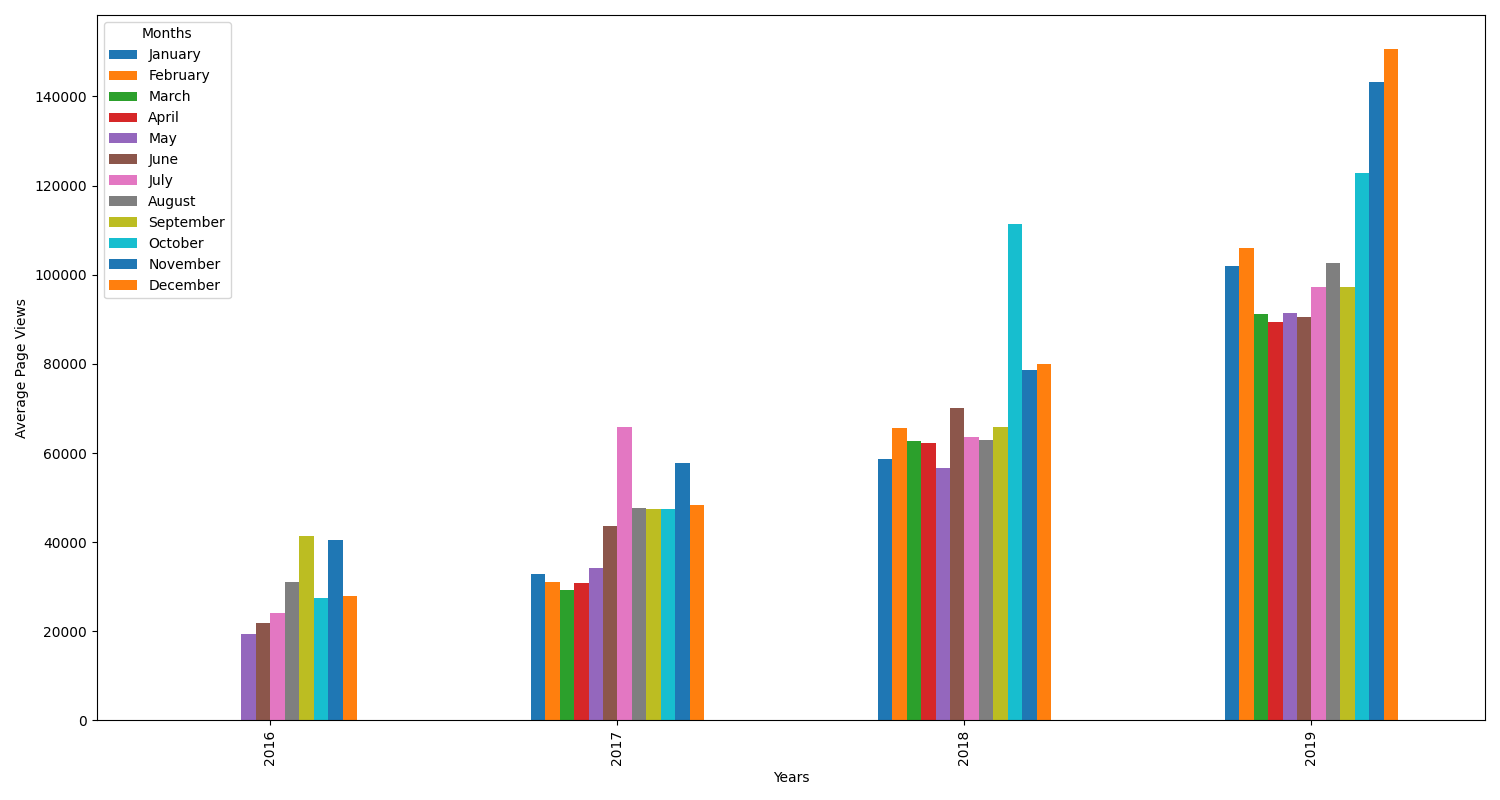 Months
January
February
March
April
May
June
July
August
September
October
November
December
Average Page Views
140000
120000
100000
80000
60000
40000
20000
0
2016
2017
2018
2019
Years